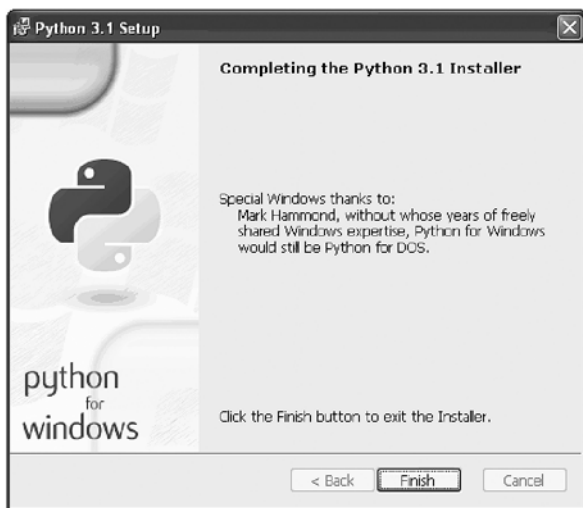 Python 3.1 Setup
Completing the Python 3.1 Installer
Special Windows thanks to:
Mark Hammond, without whose years of freely
shared Windows expertise, Python for Windows
would still be Python for DOS.
python
for
windows
Click the Finish button to exit the Installer.
< Back
Finish
Cancel